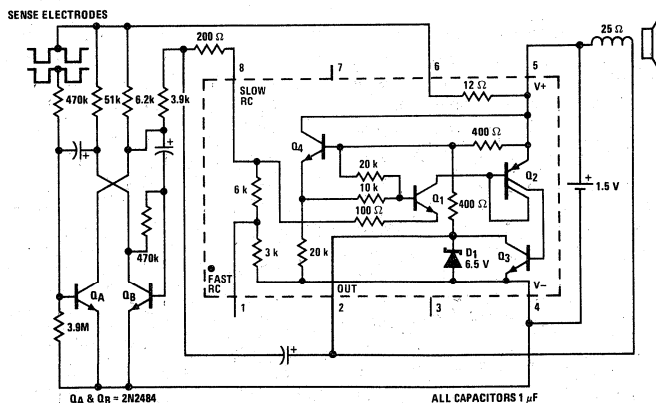 SENSE ELECTRODES
25 Ω
200 Ω
8
7
6
5
SLOW
RC
12 Ω
V+
470k
51k
6.2k
3.9k
+
+
Q4
400 Ω
Q2
+
1.5 V
20 k
6 k
10 k
Q1
100 Ω
400 Ω
470k
3 k
20 k
D1
6.5 V
Q3
FAST
RC
OUT
V−
QA
QB
1
2
3
4
3.9M
+
QA & QB = 2N2484
ALL CAPACITORS 1 μF